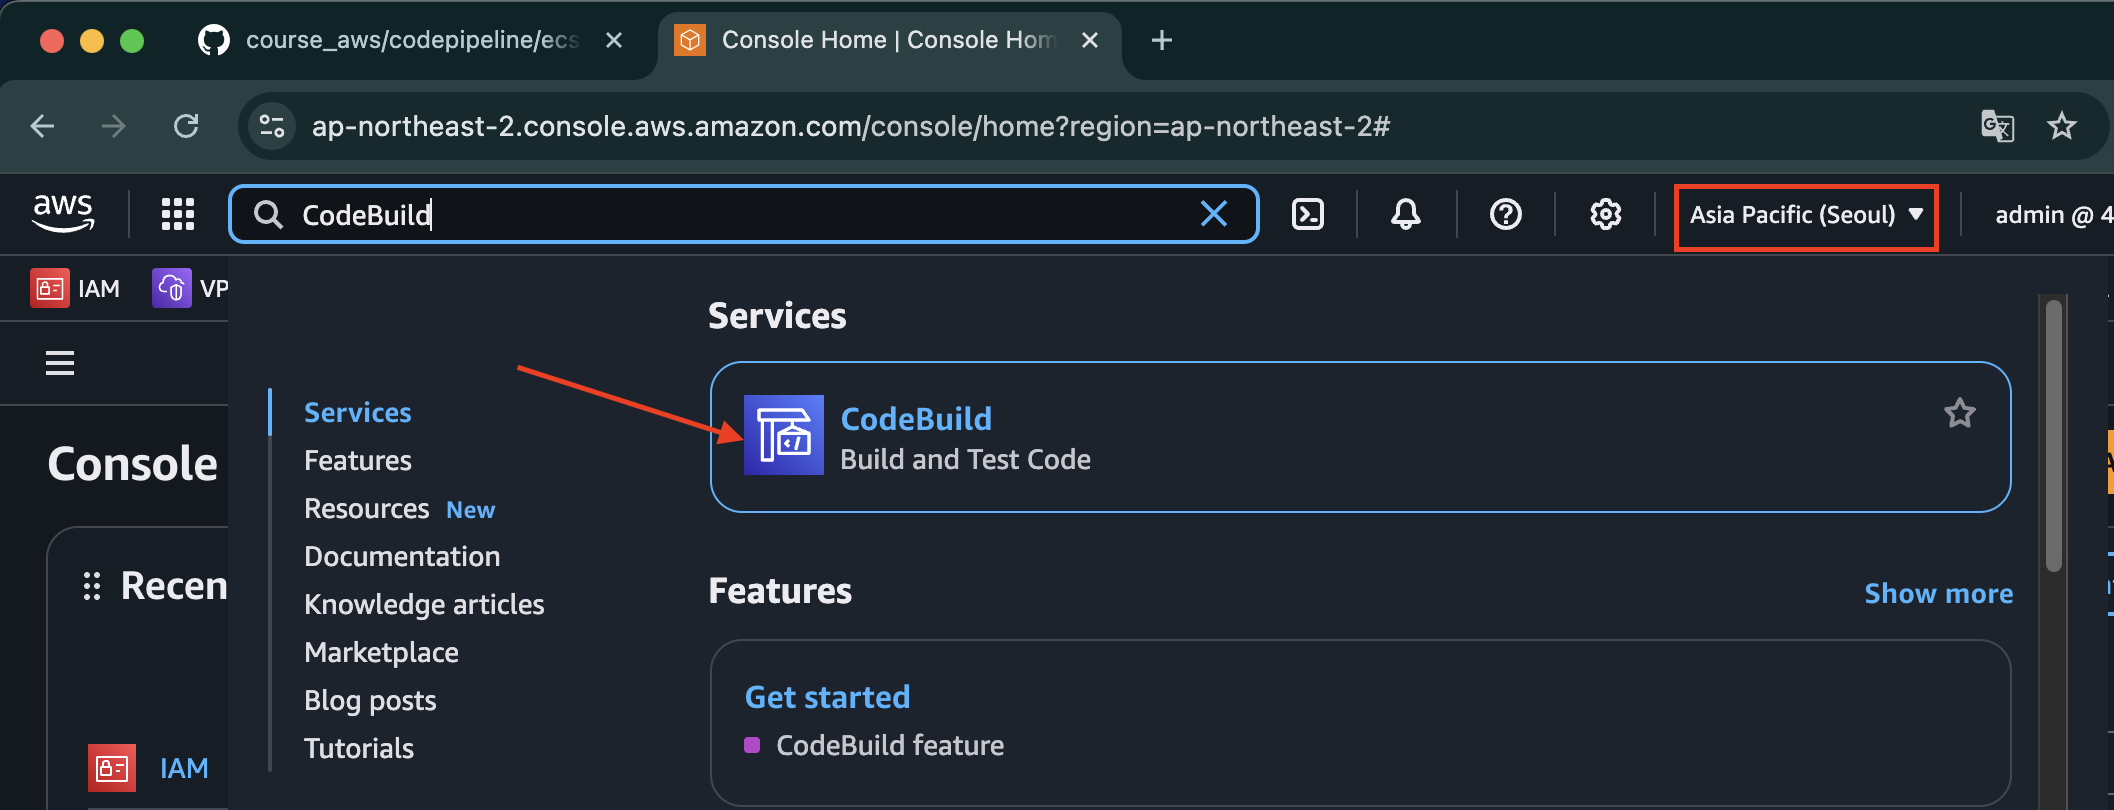 course_aws/codepipeline/ecs
Console Home | Console Hom
ap-northeast-2.console.aws.amazon.com/console/home?region=ap-northeast-2#
aws
CodeBuild
Asia Pacific (Seoul)
admin @ 4
IAM
VP
Services
Services
Features
Resources New
Documentation
Knowledge articles
Marketplace
Blog posts
Tutorials
CodeBuild
Build and Test Code
Console
Features
Show more
Recen
Get started
CodeBuild feature
IAM